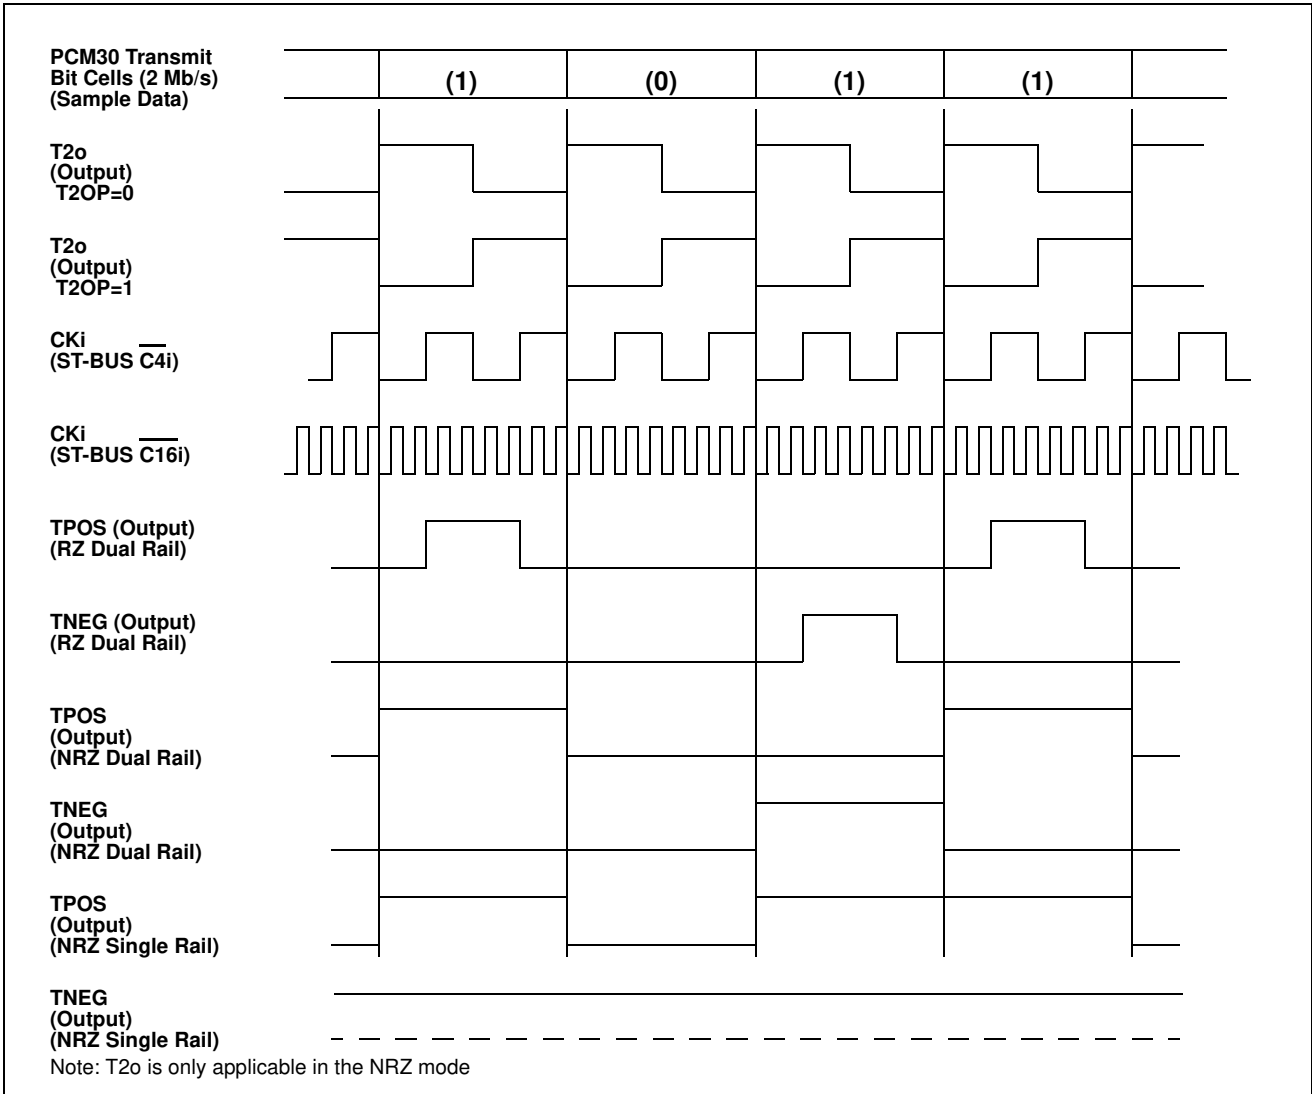 PCM30 Transmit
Bit Cells (2 Mb/s)
(Sample Data)
(1)
(0)
(1)
(1)
T2o
(Output)
T2OP=0
T2o
(Output)
T2OP=1
CKi
(ST-BUS C4i)
CKi
(ST-BUS C16i)
TPOS (Output)
(RZ Dual Rail)
TNEG (Output)
(RZ Dual Rail)
TPOS
(Output)
(NRZ Dual Rail)
TNEG
(Output)
(NRZ Dual Rail)
TPOS
(Output)
(NRZ Single Rail)
TNEG
(Output)
(NRZ Single Rail)
Note: T2o is only applicable in the NRZ mode